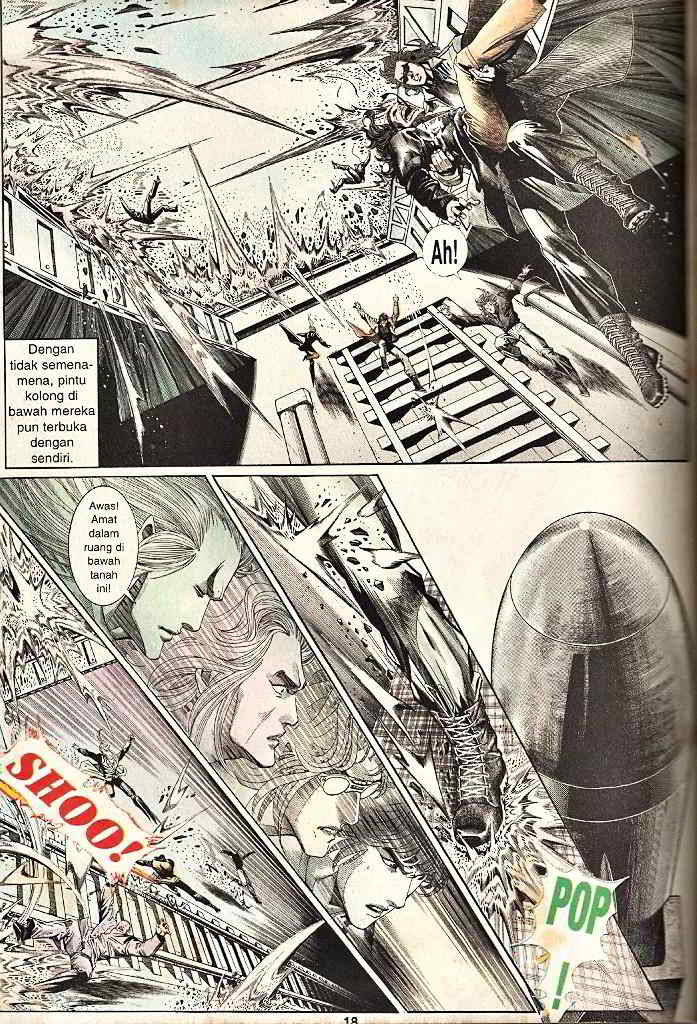 Ah!
Dengan
tidak semena-
mena, pintu
kolong di
bawah mereka
pun terbuka
dengan
sendiri.
Awas!
Amat
dalam
ruang di
bawah
tanah
ini!
SHOO!
POP
!
18